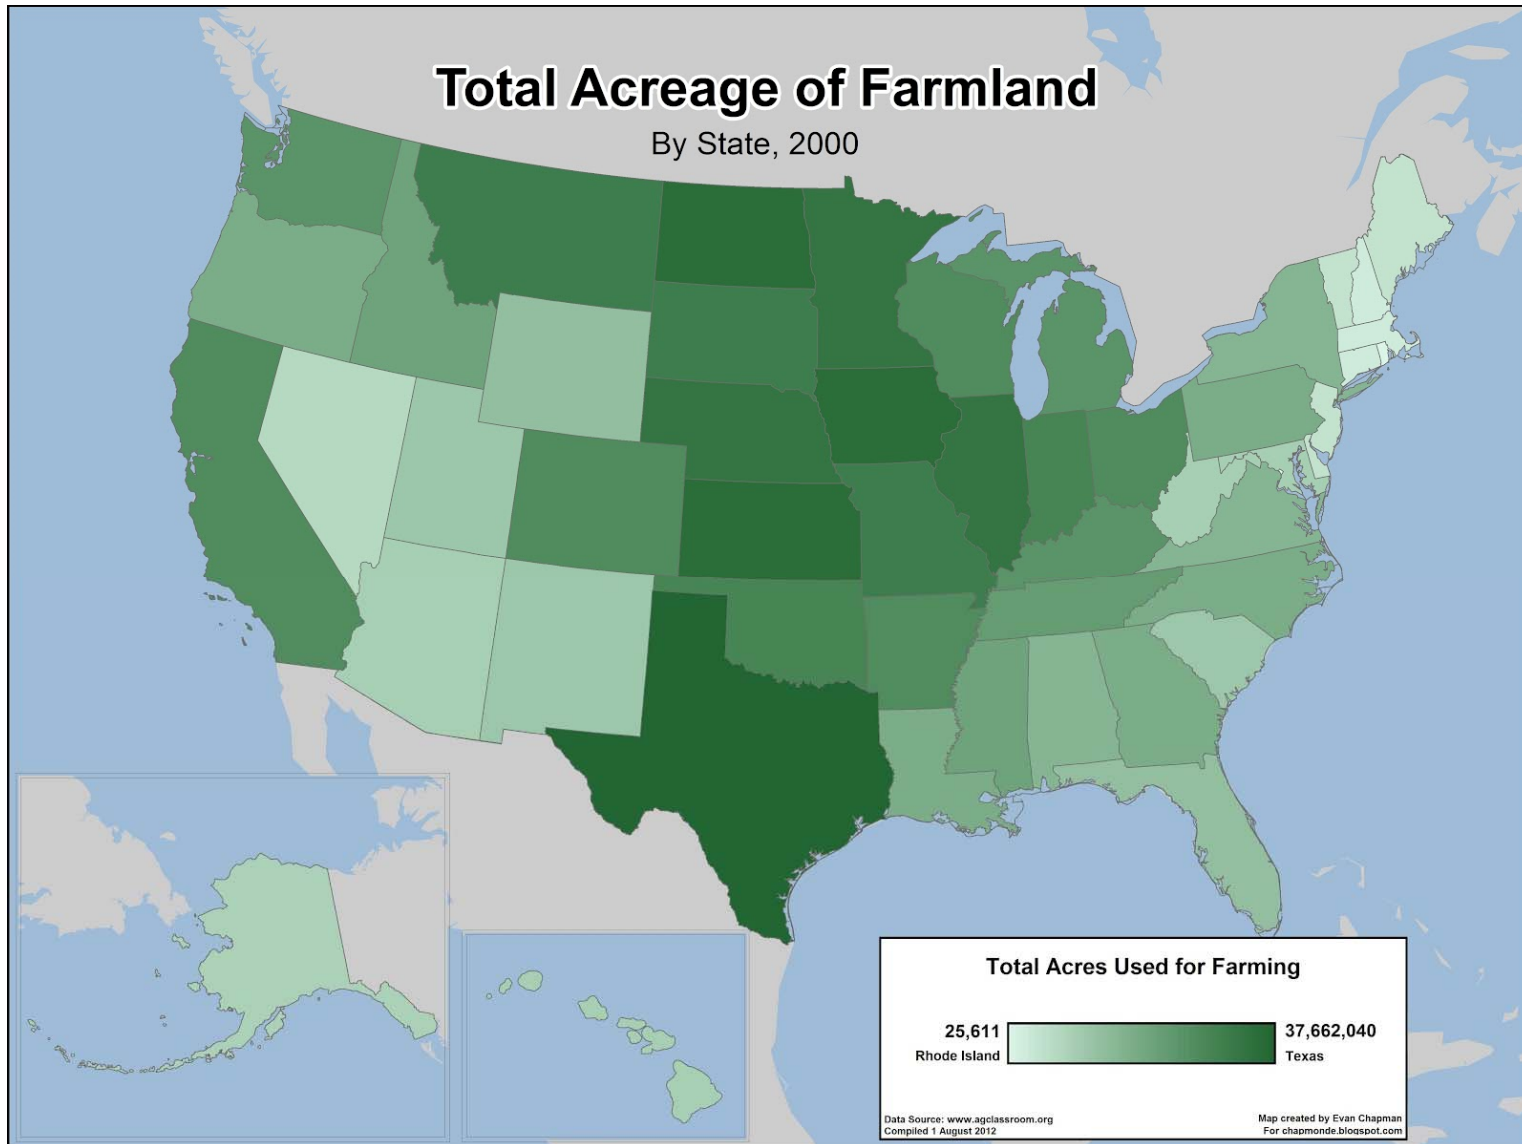 Total Acreage of Farmland
By State, 2000
Total Acres Used for Farming
25,611
Rhode Island
37,662,040
Texas
Data Source: www.agclassroom.org
Compiled 1 August 2012
Map created by Evan Chapman
For chapmonde.blogspot.com